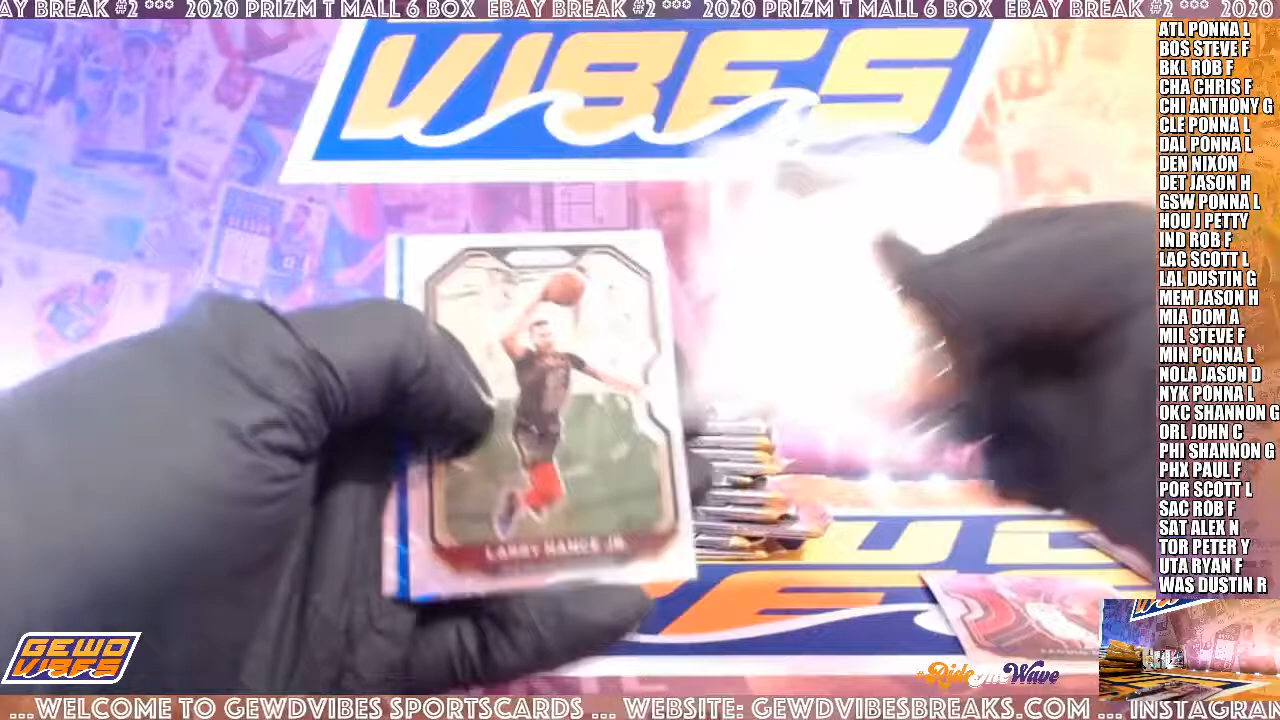 AY BREAK #2 *** 2020 PRIZM T MALL 6 BOX EBAY BREAK #2 *** 2020 PRIZM T MALL 6 BOX EBAY BREAK #2 *** 2020
VIBES
ATL PONNA L
BOS STEVE F
BKL ROB F
CHA CHRIS F
CHI ANTHONY G
CLE PONNA L
DAL PONNA L
DEN NIXON
DET JASON H
GSW PONNA L
HOU J PETTY
IND ROB F
LAC SCOTT L
LAL DUSTIN G
MEM JASON H
MIA DOM A
MIL STEVE F
MIN PONNA L
NOLA JASON D
NYK PONNA L
OKC SHANNON G
ORL JOHN C
PHI SHANNON G
PHX PAUL F
POR SCOTT L
SAC ROB F
SAT ALEX N
TOR PETER Y
UTA RYAN F
WAS DUSTIN R
LARRY NANCE JR.
GEWD
VIBES
#RideOneWave
...WELCOME TO GEWDVIBES SPORTSCARDS ... WEBSITE: GEWDVIBESBREAKS.COM ... INSTAGRAM